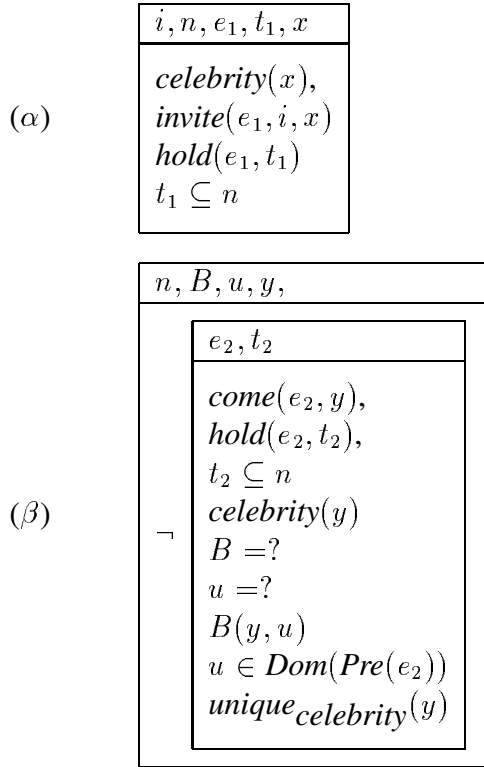 (α)
i, n, e₁, t₁, x
celebrity(x),
invite(e₁, i, x)
hold(e₁, t₁)
t₁ ⊆ n
(β)
n, B, u, y,
¬
e₂, t₂
come(e₂, y),
hold(e₂, t₂),
t₂ ⊆ n
celebrity(y)
B =?
u =?
B(y, u)
u ∈ Dom(Pre(e₂))
unique_celebrity(y)